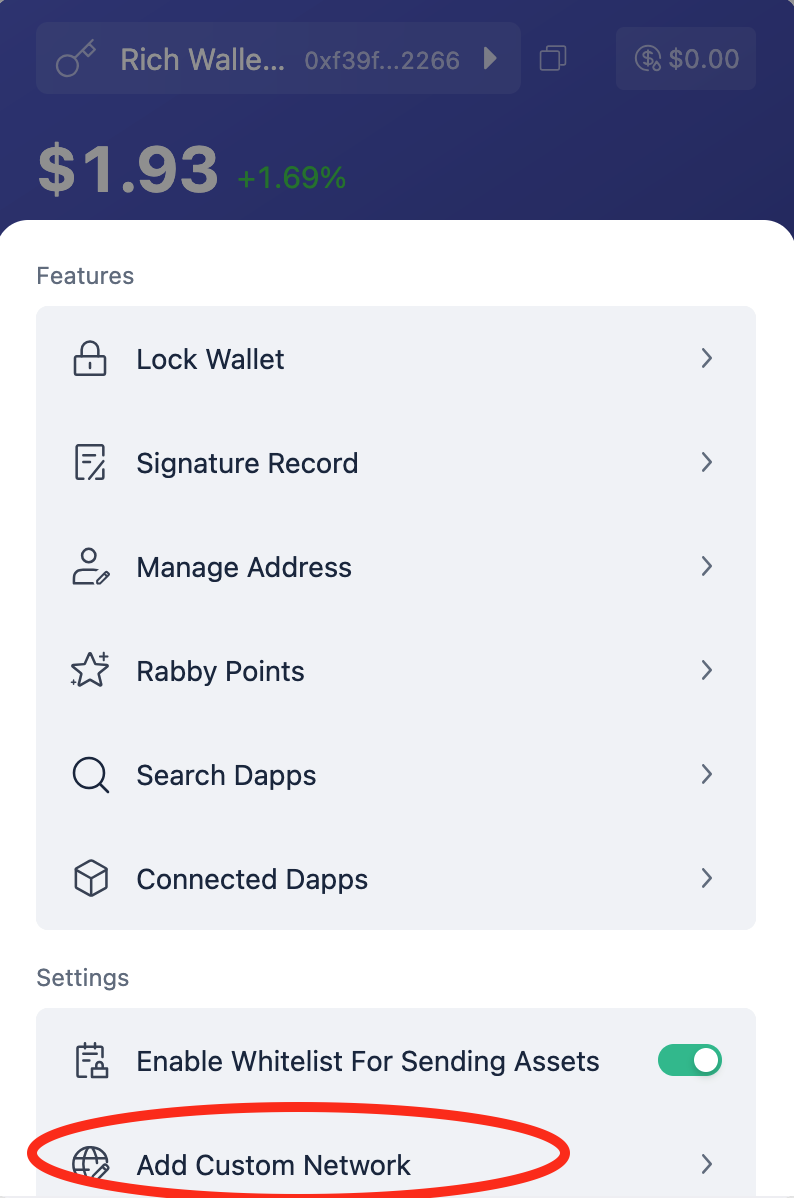 Rich Walle... 0xf39f...2266 $0.00
$1.93 +1.69%
Features
Lock Wallet
Signature Record
Manage Address
Rabby Points
Search Dapps
Connected Dapps
Settings
Enable Whitelist For Sending Assets
Add Custom Network